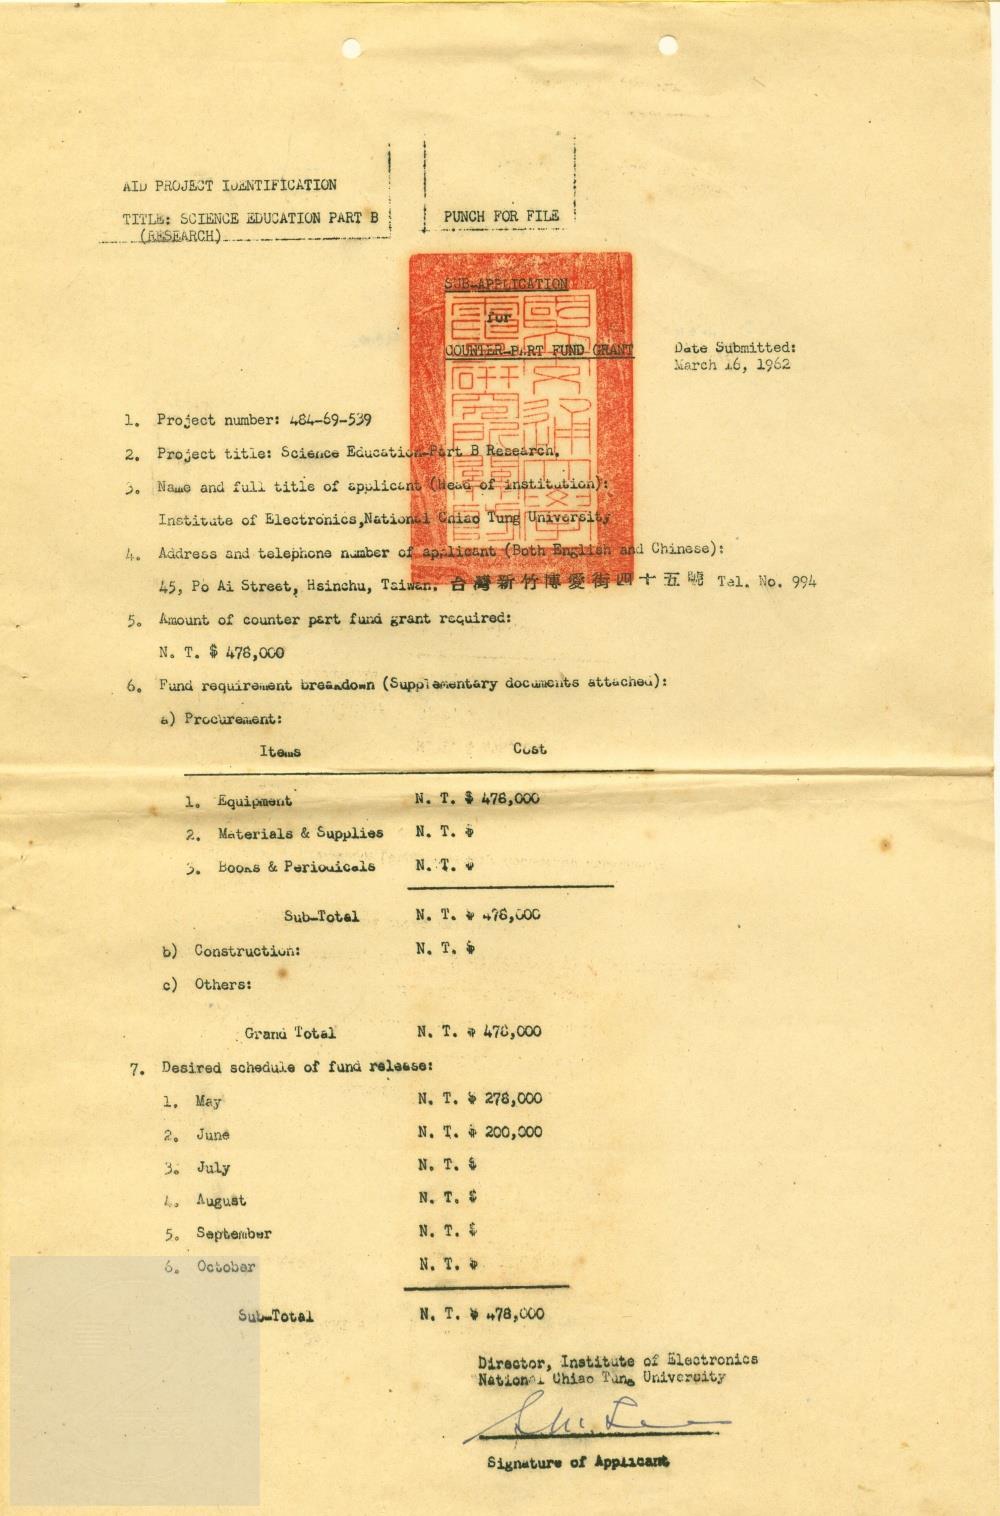 AID PROJECT IDENTIFICATION
TITLE: SCIENCE EDUCATION PART B
(RESEARCH)
PUNCH FOR FILE
SUB-APPLICATION
for
COUNTER-PART FUND GRANT
Date Submitted:
March 16, 1962
1. Project number: 484-69-539
2. Project title: Science Education-Part B Research.
3. Name and full title of applicant (Head of institution):
Institute of Electronics, National Chiao Tung University
4. Address and telephone number of applicant (Both English and Chinese):
45, Po Ai Street, Hsinchu, Taiwan. 台灣新竹博愛街四十五號 Tel. No. 994
5. Amount of counter part fund grant required:
N. T. $ 478,000
6. Fund requirement breakdown (Supplementary documents attached):
a) Procurement:
Items Cost
1. Equipment N. T. $ 478,000
2. Materials & Supplies N. T. $
3. Books & Periodicals N. T. $
Sub-Total N. T. $ 478,000
b) Construction: N. T. $
c) Others:
Grand Total N. T. $ 478,000
7. Desired schedule of fund release:
1. May N. T. $ 278,000
2. June N. T. $ 200,000
3. July N. T. $
4. August N. T. $
5. September N. T. $
6. October N. T. $
Sub-Total N. T. $ 478,000
Director, Institute of Electronics
National Chiao Tung University
Signature of Applicant